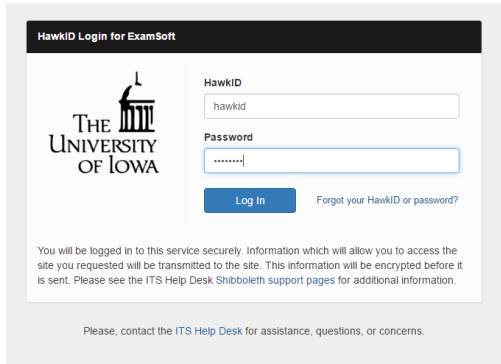 HawkID Login for ExamSoft
THE
UNIVERSITY
OF IOWA
HawkID
hawkid
Password
••••••••
Log In
Forgot your HawkID or password?
You will be logged in to this service securely. Information which will allow you to access the
site you requested will be transmitted to the site. This information will be encrypted before it
is sent. Please see the ITS Help Desk Shibboleth support pages for additional information.
Please, contact the ITS Help Desk for assistance, questions, or concerns.